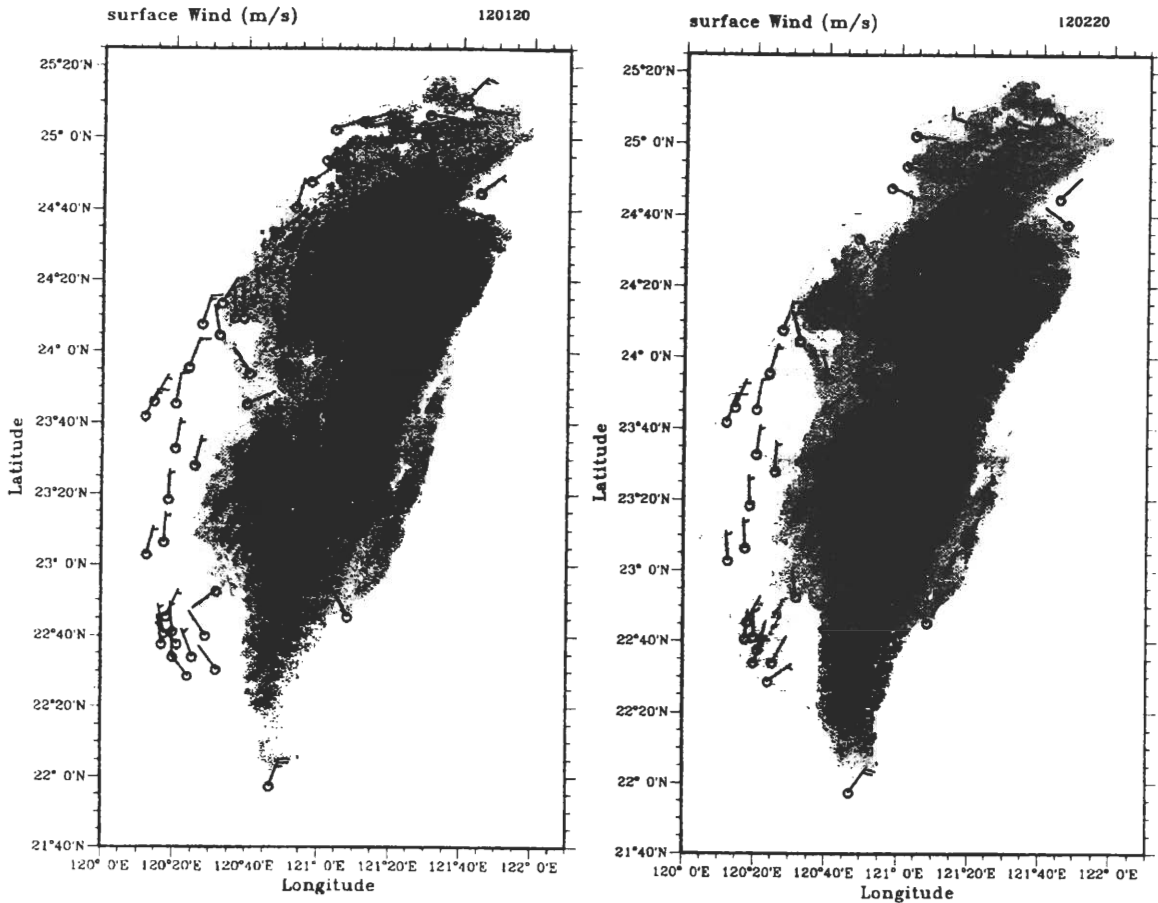 surface Wind (m/s) 120120
25°20'N
25° 0'N
24°40'N
24°20'N
24° 0'N
23°40'N
23°20'N
23° 0'N
22°40'N
22°20'N
22° 0'N
21°40'N
Latitude
120° 0'E 120°20'E 120°40'E 121° 0'E 121°20'E 121°40'E 122° 0'E
Longitude
surface Wind (m/s) 120220
25°20'N
25° 0'N
24°40'N
24°20'N
24° 0'N
23°40'N
23°20'N
23° 0'N
22°40'N
22°20'N
22° 0'N
21°40'N
Latitude
120° 0'E 120°20'E 120°40'E 121° 0'E 121°20'E 121°40'E 122° 0'E
Longitude